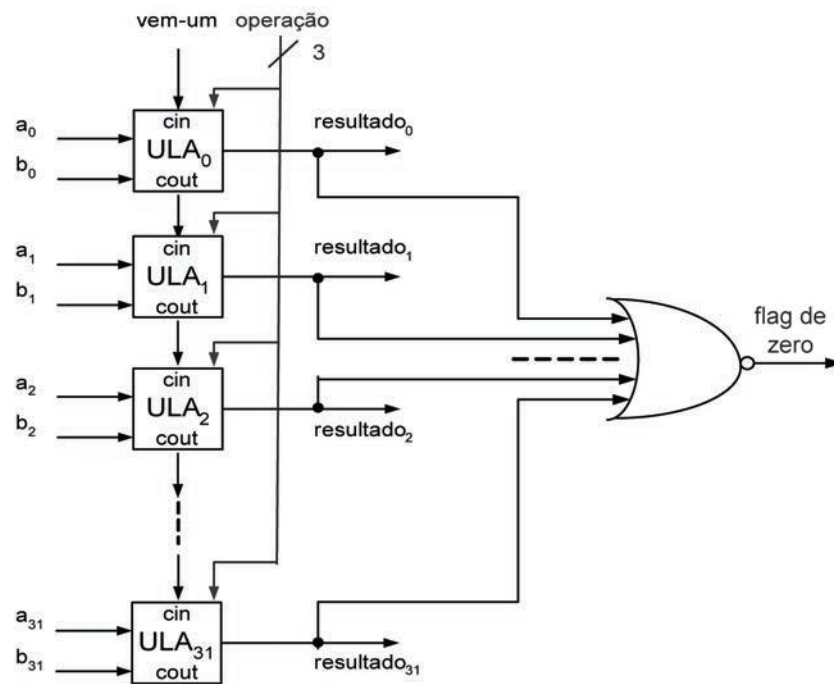 vem-um operação
3
cin
a0
ULA0
resultado0
b0
cout
cin
a1
ULA1
resultado1
b1
cout
flag de
zero
cin
a2
ULA2
b2
resultado2
cout
cin
a31
ULA31
b31
resultado31
cout